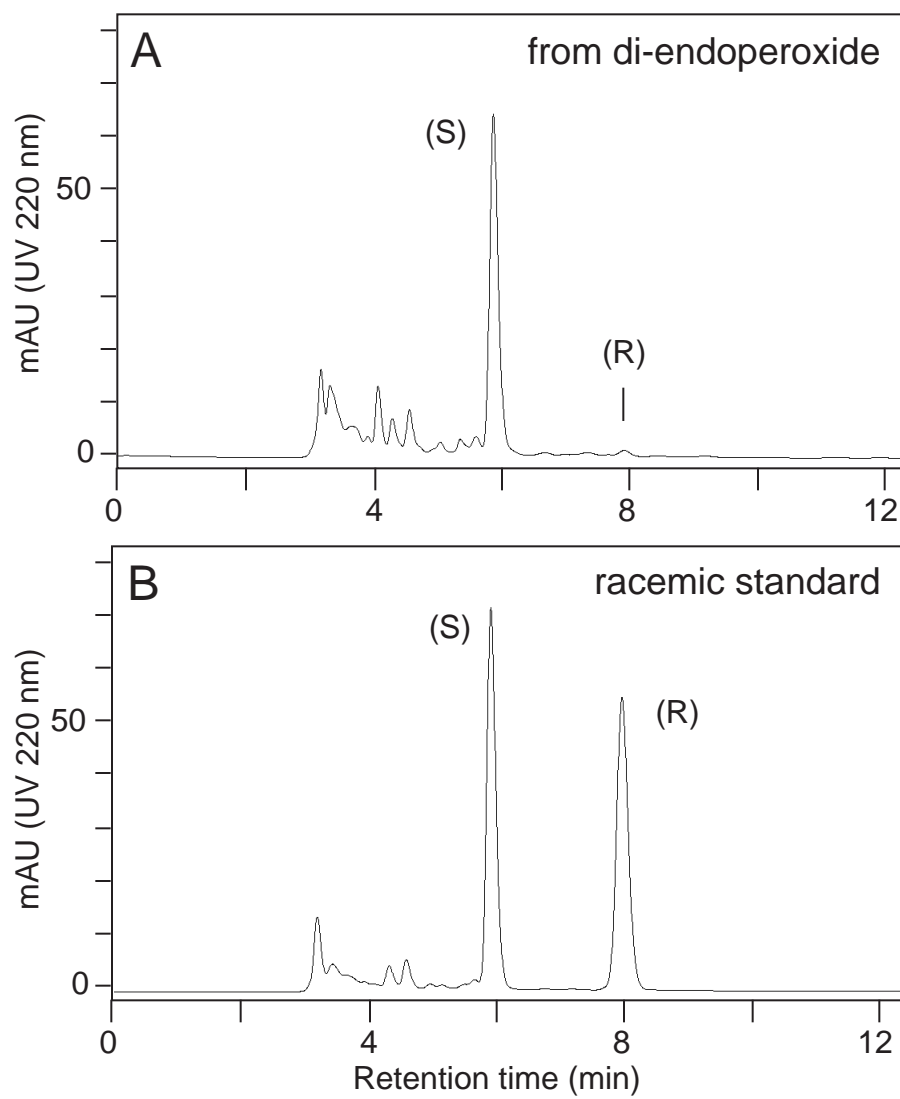 A
from di-endoperoxide
(S)
(R)
mAU (UV 220 nm)
50
0
0
4
8
12
B
racemic standard
(S)
(R)
mAU (UV 220 nm)
50
0
0
4
8
12
Retention time (min)